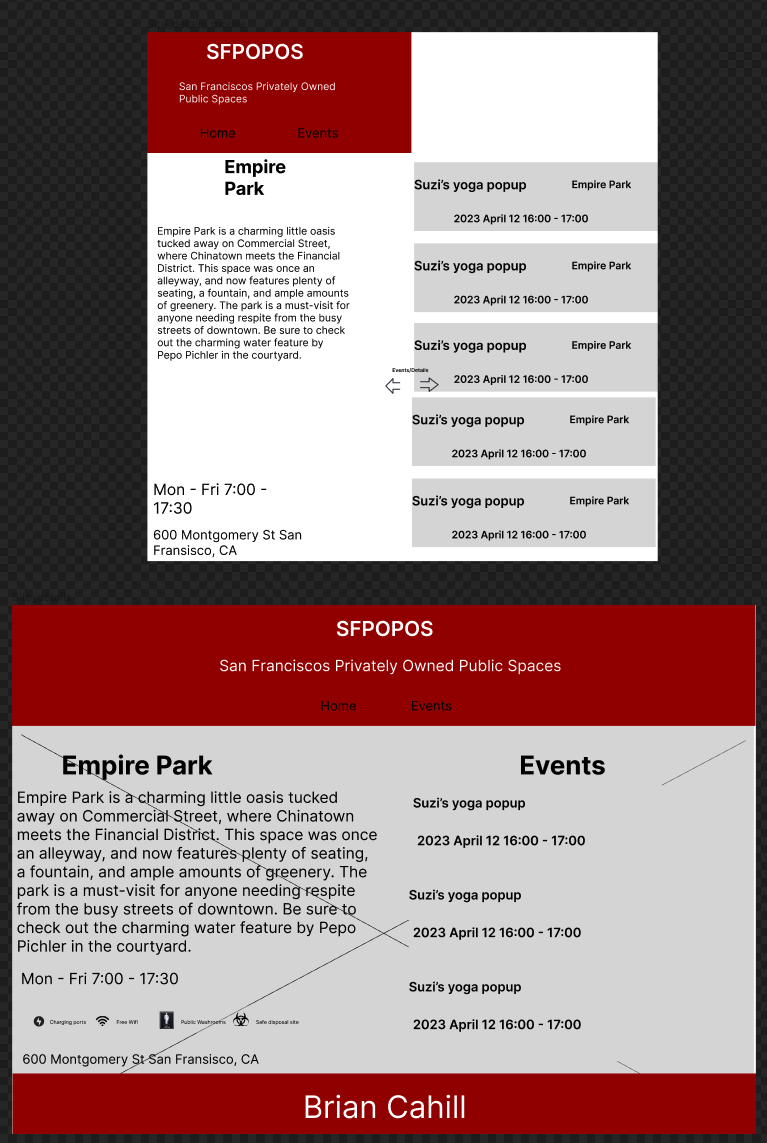 SFPOPOS
San Franciscos Privately Owned
Public Spaces
Home Events
Empire
Park
Empire Park is a charming little oasis
tucked away on Commercial Street,
where Chinatown meets the Financial
District. This space was once an
alleyway, and now features plenty of
seating, a fountain, and ample amounts
of greenery. The park is a must-visit for
anyone needing respite from the busy
streets of downtown. Be sure to check
out the charming water feature by
Pepo Pichler in the courtyard.
Mon - Fri 7:00 -
17:30
600 Montgomery St San
Fransisco, CA
Events/Details
Suzi's yoga popup Empire Park
2023 April 12 16:00 - 17:00
Suzi's yoga popup Empire Park
2023 April 12 16:00 - 17:00
Suzi's yoga popup Empire Park
2023 April 12 16:00 - 17:00
Suzi's yoga popup Empire Park
2023 April 12 16:00 - 17:00
Suzi's yoga popup Empire Park
2023 April 12 16:00 - 17:00
SFPOPOS
San Franciscos Privately Owned Public Spaces
Home Events
Empire Park
Empire Park is a charming little oasis tucked
away on Commercial Street, where Chinatown
meets the Financial District. This space was once
an alleyway, and now features plenty of seating,
a fountain, and ample amounts of greenery. The
park is a must-visit for anyone needing respite
from the busy streets of downtown. Be sure to
check out the charming water feature by Pepo
Pichler in the courtyard.
Mon - Fri 7:00 - 17:30
Charging ports Free Wifi Public Washrooms Safe disposal site
600 Montgomery St San Fransisco, CA
Events
Suzi's yoga popup
2023 April 12 16:00 - 17:00
Suzi's yoga popup
2023 April 12 16:00 - 17:00
Suzi's yoga popup
2023 April 12 16:00 - 17:00
Brian Cahill